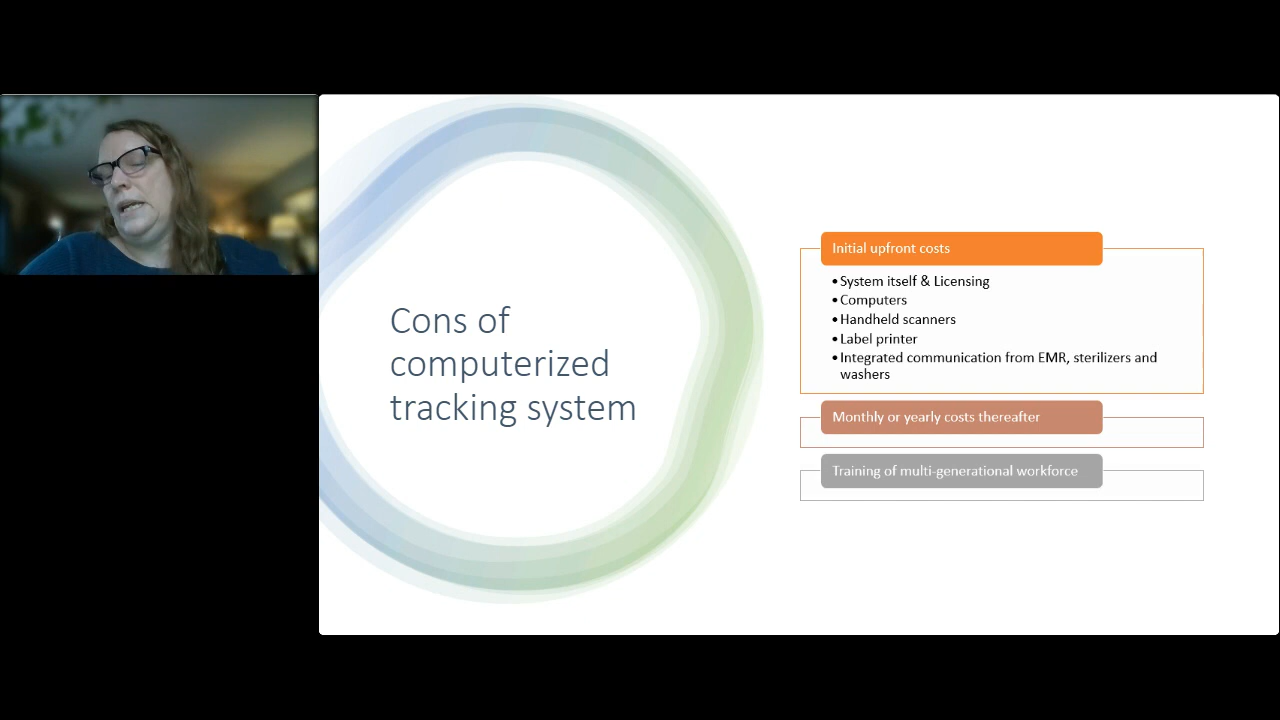 Cons of
computerized
tracking system
Initial upfront costs
•System itself & Licensing
•Computers
•Handheld scanners
•Label printer
•Integrated communication from EMR, sterilizers and
washers
Monthly or yearly costs thereafter
Training of multi-generational workforce